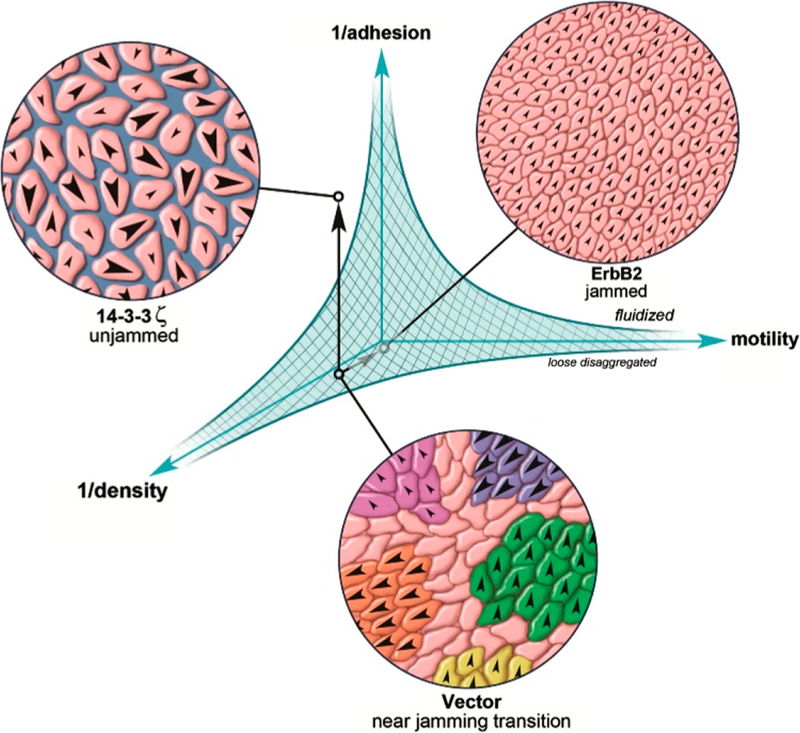 1/adhesion
ErbB2
jammed
14-3-3 ζ
unjammed
fluidized
motility
loose disaggregated
1/density
Vector
near jamming transition